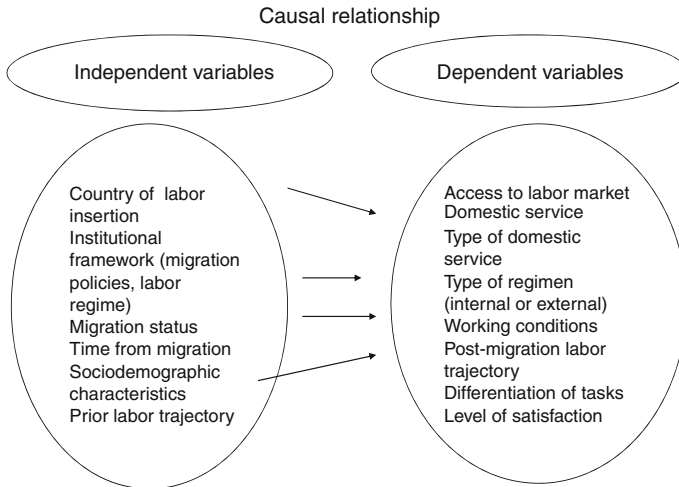 Causal relationship
Independent variables
Dependent variables
Country of labor
insertion
Institutional
framework (migration
policies, labor
regime)
Migration status
Time from migration
Sociodemographic
characteristics
Prior labor trajectory
Access to labor market
Domestic service
Type of domestic
service
Type of regimen
(internal or external)
Working conditions
Post-migration labor
trajectory
Differentiation of tasks
Level of satisfaction